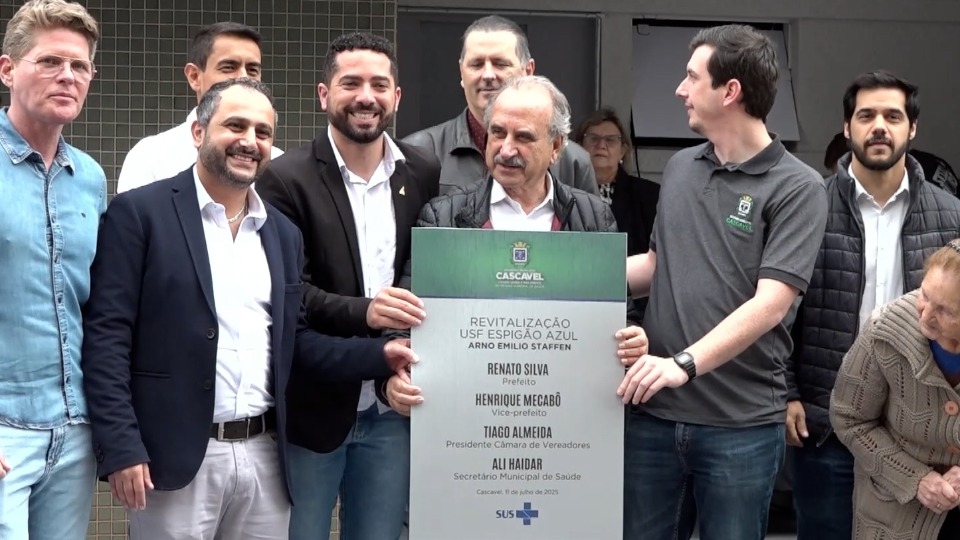 CASCAVEL
REVITALIZAÇÃO
USF ESPIGÃO AZUL
ARNO EMILIO STAFFEN
RENATO SILVA
Prefeito
HENRIQUE MECABÔ
Vice-prefeito
TIAGO ALMEIDA
Presidente Câmara de Vereadores
ALI HAIDAR
Secretário Municipal de Saúde
Cascavel, 11 de julho de 2025
SUS
CASCAVEL